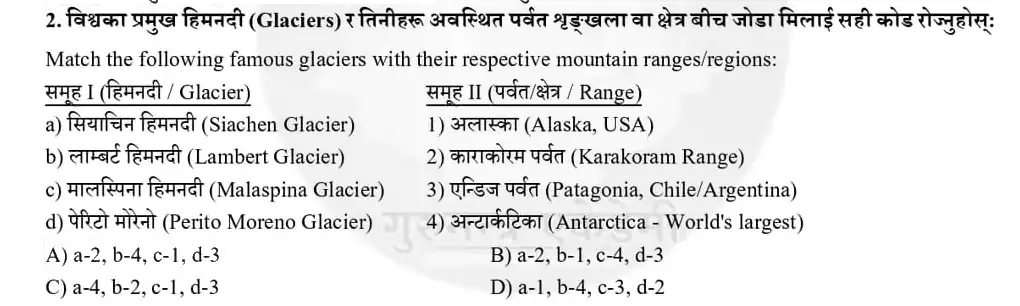 2. विश्वका प्रमुख हिमनदी (Glaciers) र तिनीहरू अवस्थित पर्वत श्रृङ्खला वा क्षेत्र बीच जोडा मिलाई सही कोड रोज्नुहोस्:
Match the following famous glaciers with their respective mountain ranges/regions:
समूह I (हिमनदी / Glacier) समूह II (पर्वत/क्षेत्र / Range)
a) सियाचिन हिमनदी (Siachen Glacier) 1) अलास्का (Alaska, USA)
b) लाम्बर्ट हिमनदी (Lambert Glacier) 2) काराकोरम पर्वत (Karakoram Range)
c) मालस्पिना हिमनदी (Malaspina Glacier) 3) एन्डिज पर्वत (Patagonia, Chile/Argentina)
d) पेरिटो मोरेनो (Perito Moreno Glacier) 4) अन्टार्कटिका (Antarctica - World's largest)
A) a-2, b-4, c-1, d-3 B) a-2, b-1, c-4, d-3
C) a-4, b-2, c-1, d-3 D) a-1, b-4, c-3, d-2